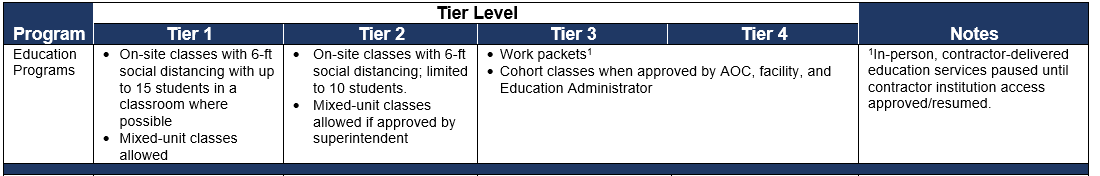 Tier Level
Program Tier 1 Tier 2 Tier 3 Tier 4 Notes
Education
Programs
• On-site classes with 6-ft
social distancing with up
to 15 students in a
classroom where
possible
• Mixed-unit classes
allowed
• On-site classes with 6-ft
social distancing; limited
to 10 students.
• Mixed-unit classes
allowed if approved by
superintendent
• Work packets¹
• Cohort classes when approved by AOC, facility, and
Education Administrator
¹In-person, contractor-delivered
education services paused until
contractor institution access
approved/resumed.